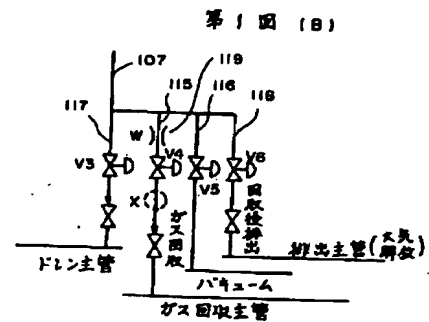 第1図 (B)
107
115
119
116
117
118
W
V3
V4
V5
V6
X
ガス回収
回収後排出
排出主管(大気解放)
ドレン主管
バキューム
ガス回収主管